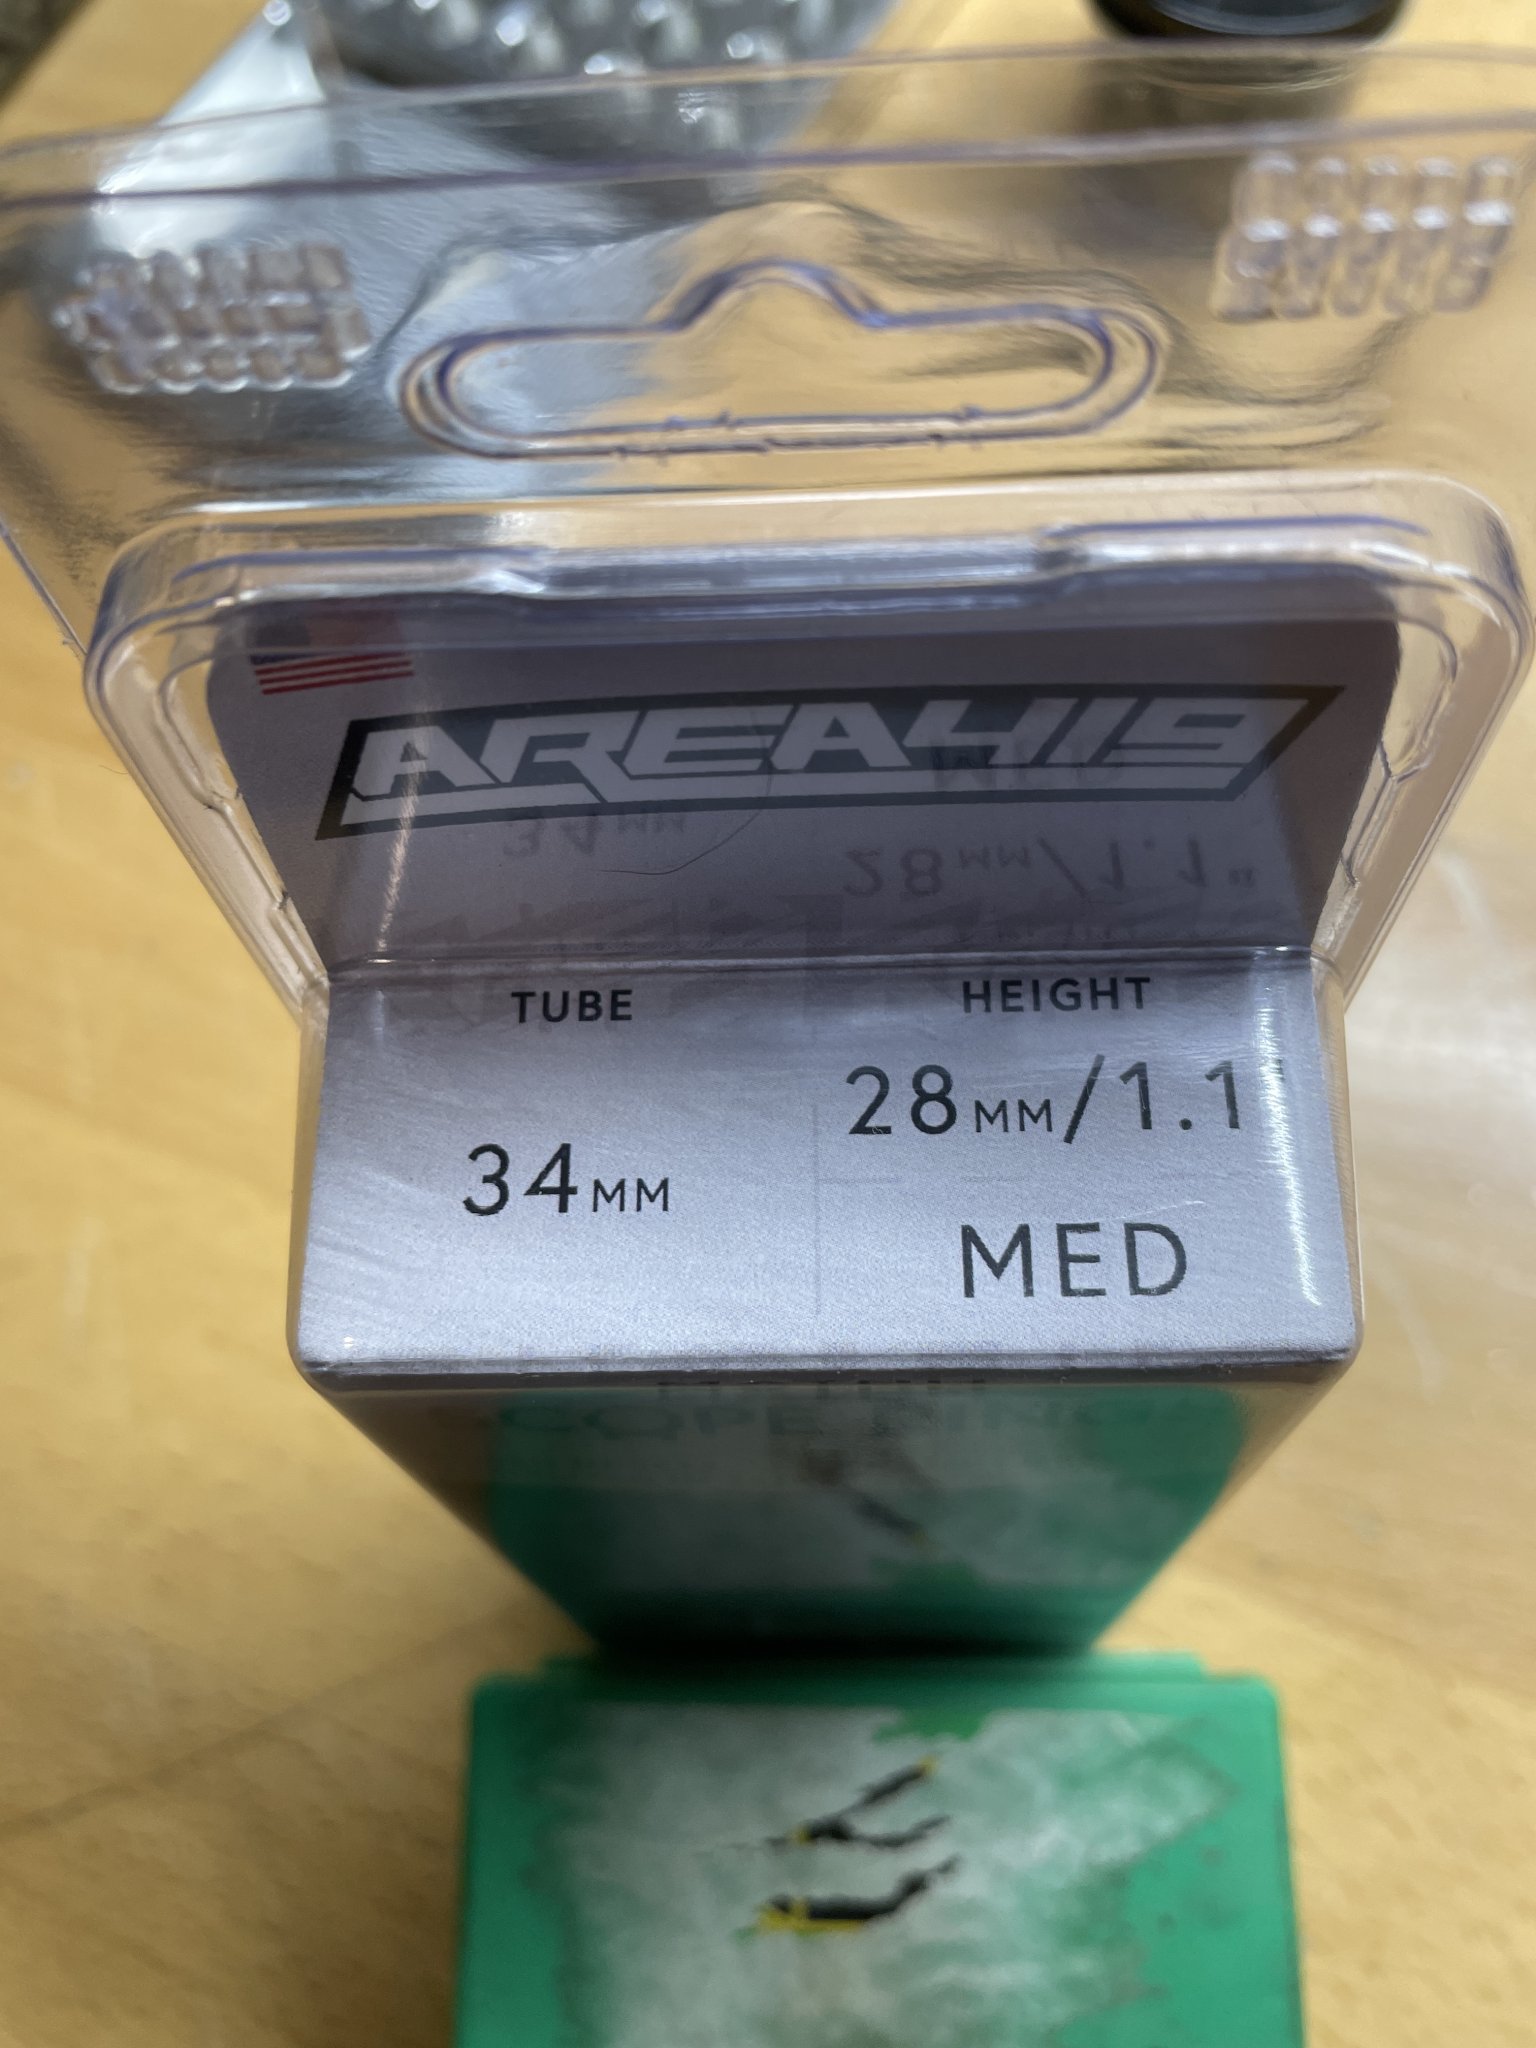 AREA419
TUBE
HEIGHT
28MM/1.1"
34MM
MED